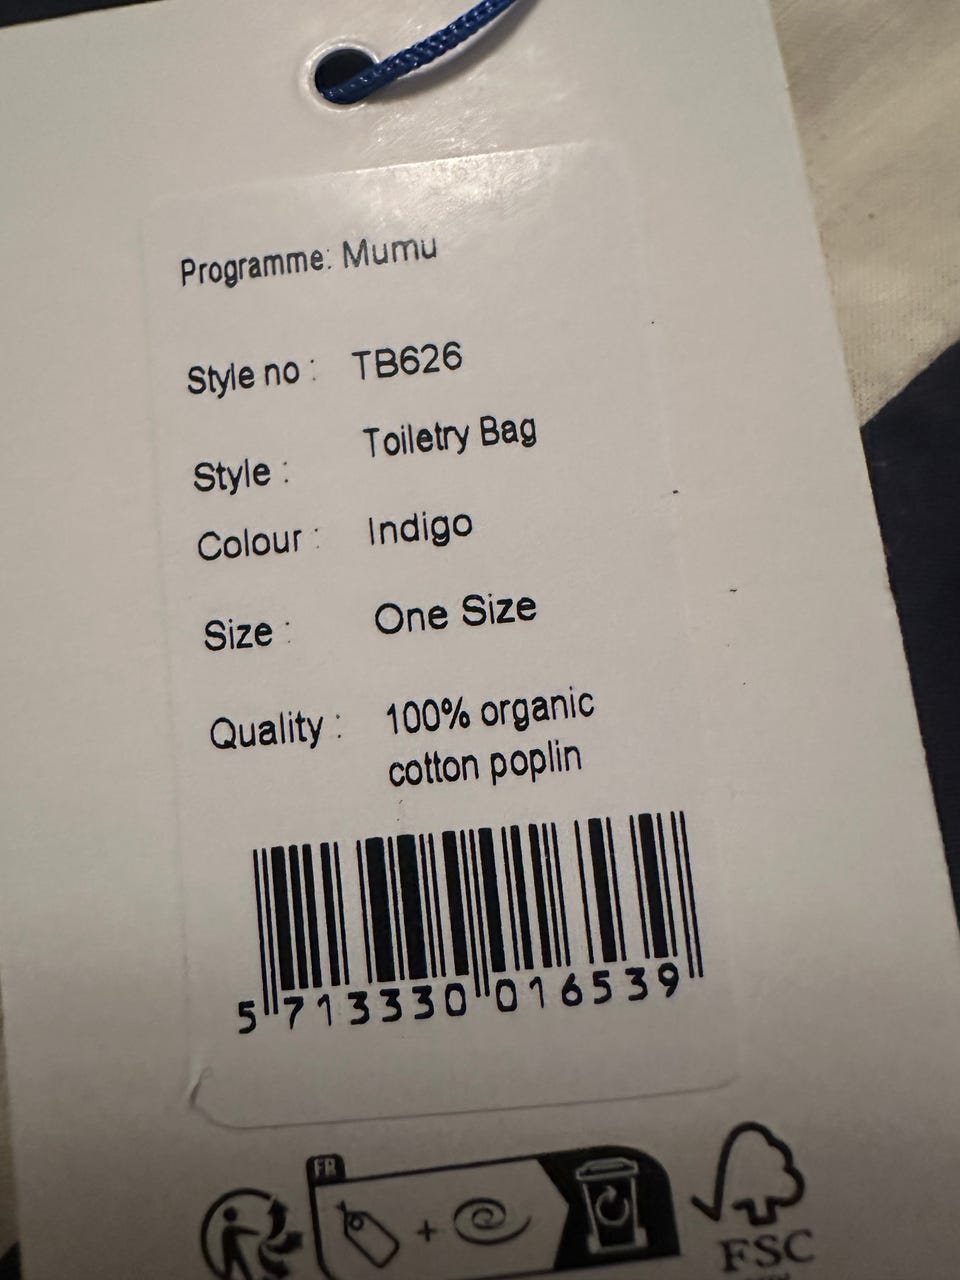 Programme: Mumu
Style no : TB626
Style : Toiletry Bag
Colour : Indigo
Size : One Size
Quality : 100% organic
cotton poplin
5 713330 016539
FR
+
FSC